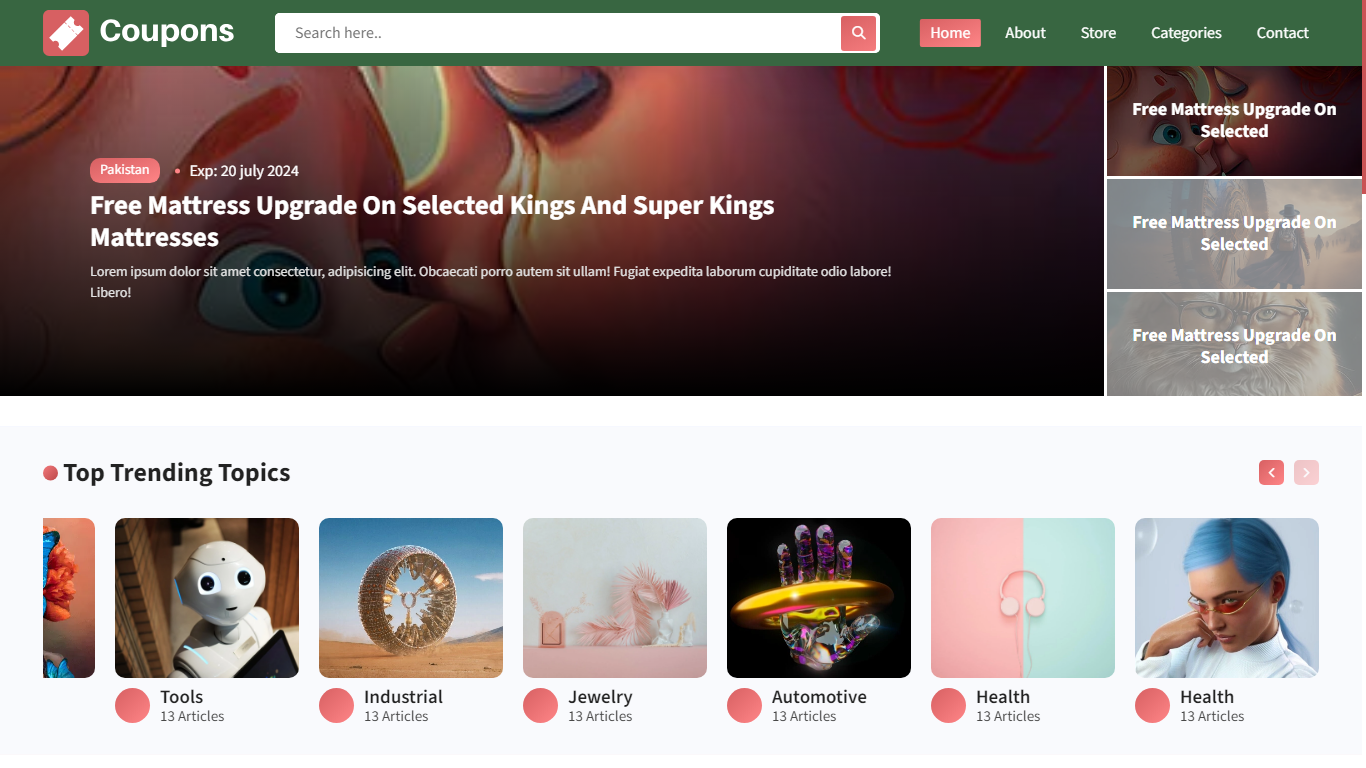 Coupons
Search here..
Home
About
Store
Categories
Contact
Pakistan
Exp: 20 july 2024
Free Mattress Upgrade On Selected Kings And Super Kings
Mattresses
Lorem ipsum dolor sit amet consectetur, adipisicing elit. Obcaecati porro autem sit ullam! Fugiat expedita laborum cupiditate odio labore!
Libero!
Free Mattress Upgrade On
Selected
Free Mattress Upgrade On
Selected
Free Mattress Upgrade On
Selected
Top Trending Topics
Tools
13 Articles
Industrial
13 Articles
Jewelry
13 Articles
Automotive
13 Articles
Health
13 Articles
Health
13 Articles